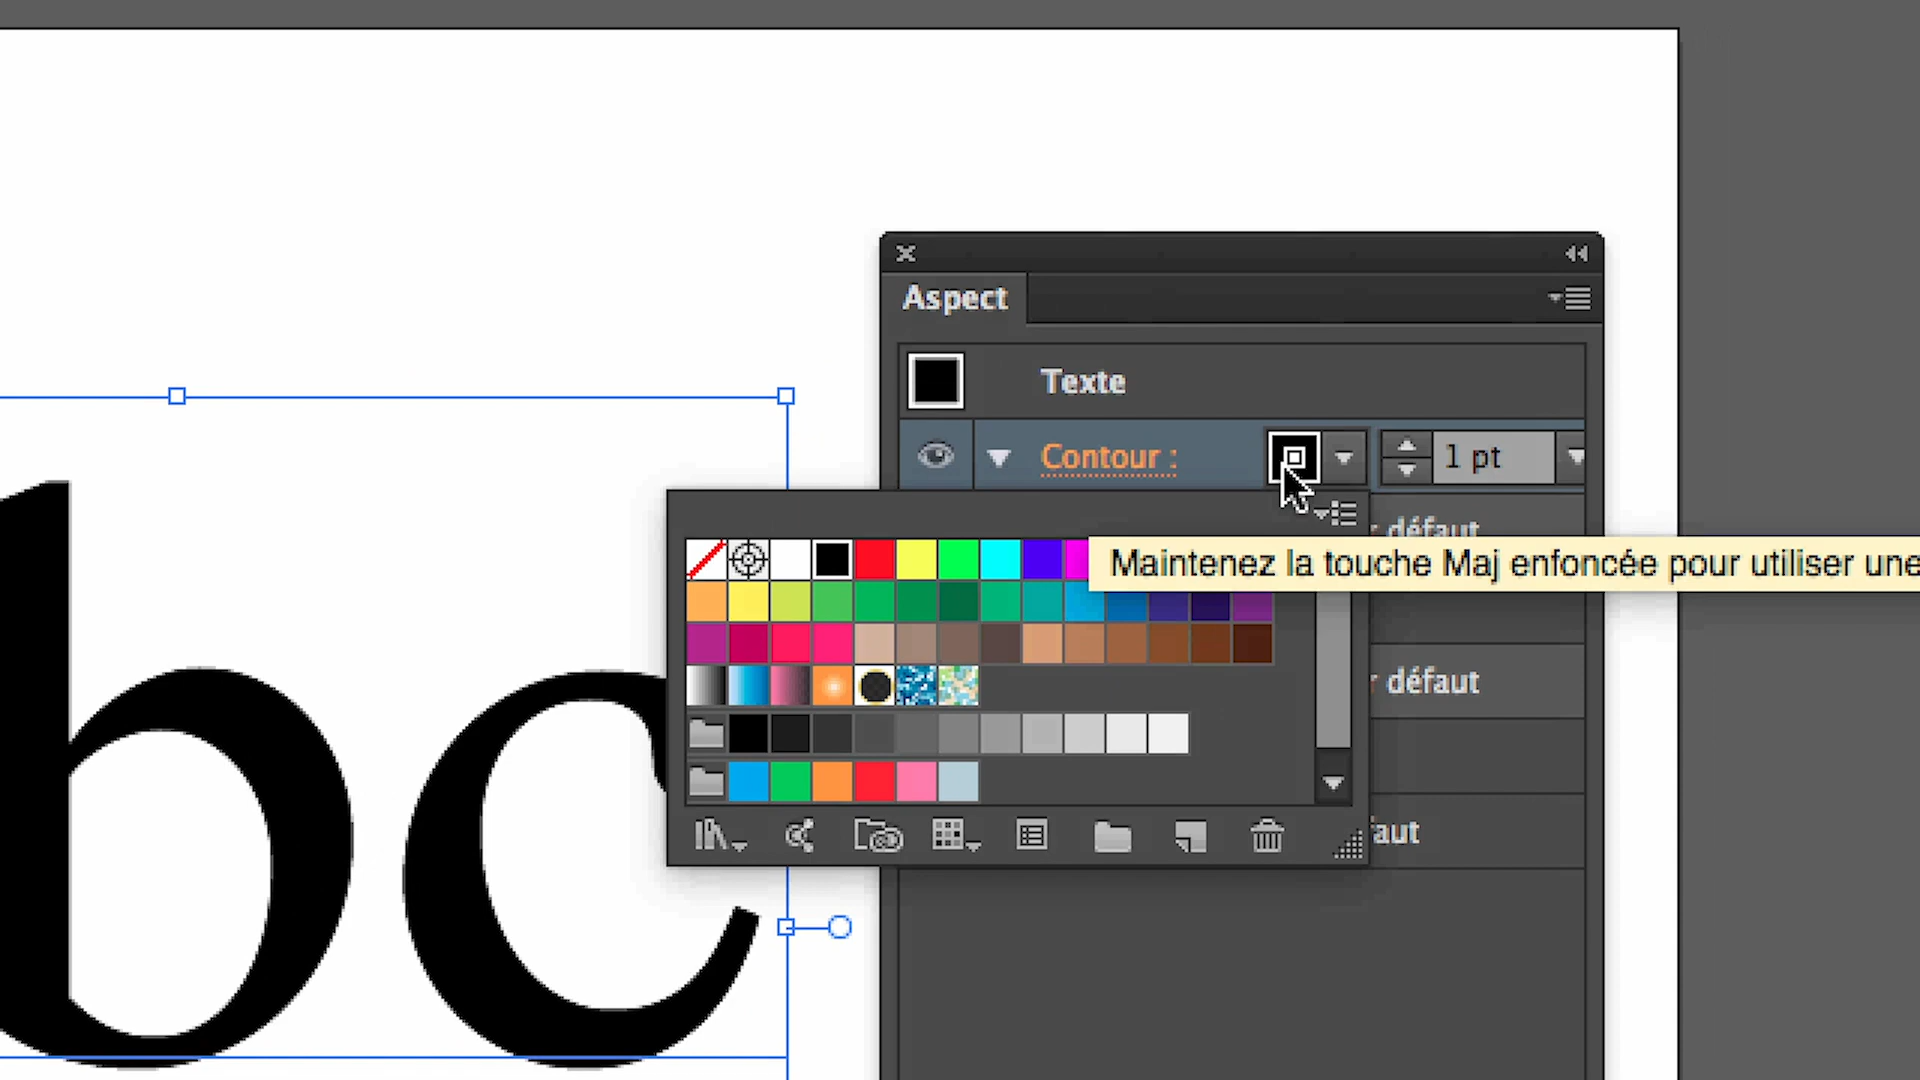 Aspect
Texte
Contour :
1 pt
défaut
Maintenez la touche Maj enfoncée pour utiliser une
défaut
bc